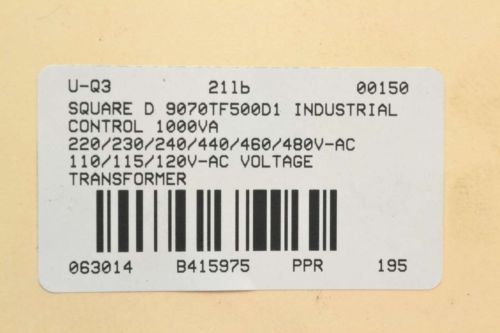 U-Q3 21lb 00150
SQUARE D 9070TF500D1 INDUSTRIAL
CONTROL 1000VA
220/230/240/440/460/480V-AC
110/115/120V-AC VOLTAGE
TRANSFORMER
063014 B415975 PPR 195